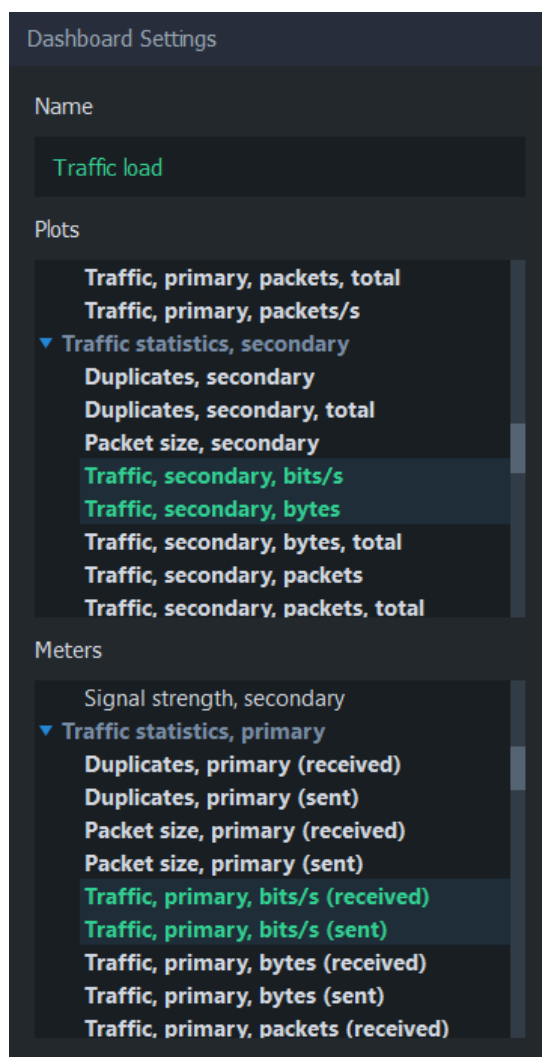 Dashboard Settings
Name
Traffic load
Plots
Traffic, primary, packets, total
Traffic, primary, packets/s
Traffic statistics, secondary
Duplicates, secondary
Duplicates, secondary, total
Packet size, secondary
Traffic, secondary, bits/s
Traffic, secondary, bytes
Traffic, secondary, bytes, total
Traffic, secondary, packets
Traffic, secondary, packets, total
Meters
Signal strength, secondary
Traffic statistics, primary
Duplicates, primary (received)
Duplicates, primary (sent)
Packet size, primary (received)
Packet size, primary (sent)
Traffic, primary, bits/s (received)
Traffic, primary, bits/s (sent)
Traffic, primary, bytes (received)
Traffic, primary, bytes (sent)
Traffic, primary, packets (received)